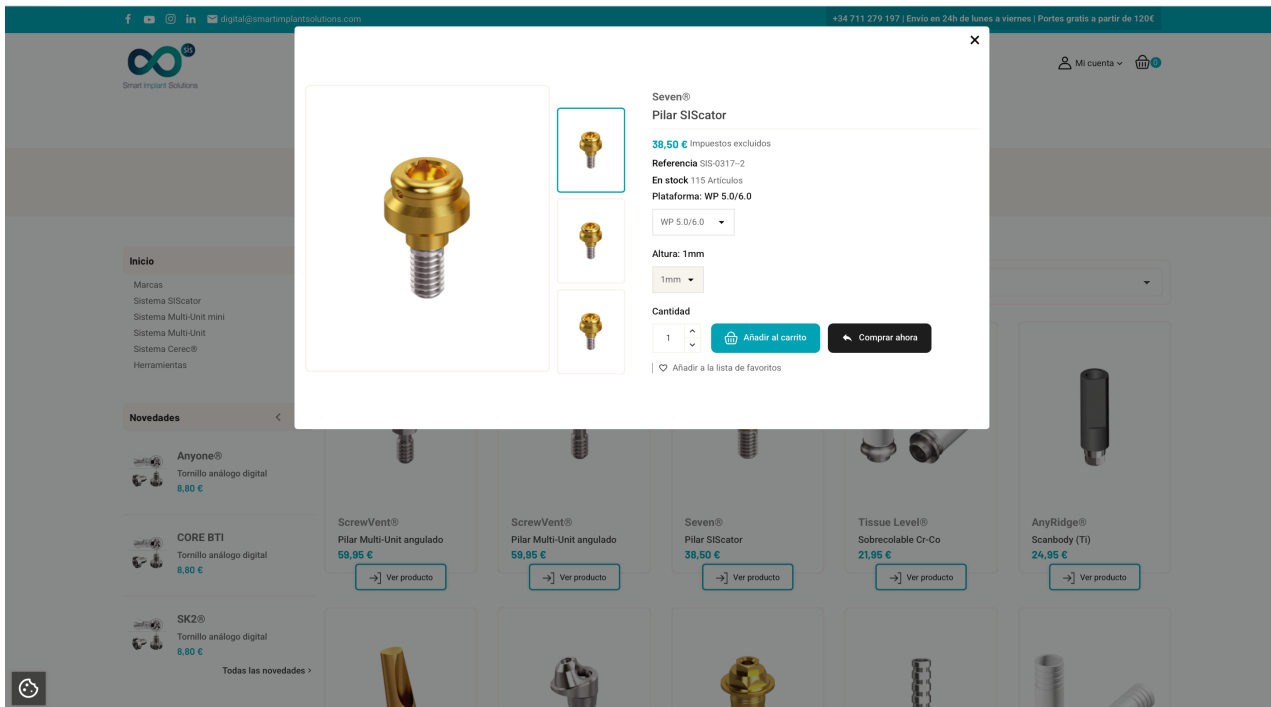 digital@smartimplantsolutions.com
+34 711 279 197 | Envío en 24h de lunes a viernes | Portes gratis a partir de 120€
SIS
Smart Implant Solutions
Mi cuenta
0
Seven®
Pilar SIScator
38,50 € Impuestos excluidos
Referencia SIS-0317--2
En stock 115 Artículos
Plataforma: WP 5.0/6.0
WP 5.0/6.0
Altura: 1mm
1mm
Cantidad
1
Añadir al carrito
Comprar ahora
Añadir a la lista de favoritos
Inicio
Marcas
Sistema SIScator
Sistema Multi-Unit mini
Sistema Multi-Unit
Sistema Cerec®
Herramientas
Novedades
Anyone®
Tornillo análogo digital
8,80 €
CORE BTI
Tornillo análogo digital
8,80 €
SK2®
Tornillo análogo digital
8,80 €
Todas las novedades
ScrewVent®
Pilar Multi-Unit angulado
59,95 €
Ver producto
ScrewVent®
Pilar Multi-Unit angulado
59,95 €
Ver producto
Seven®
Pilar SIScator
38,50 €
Ver producto
Tissue Level®
Sobrecolable Cr-Co
21,95 €
Ver producto
AnyRidge®
Scanbody (Ti)
24,95 €
Ver producto